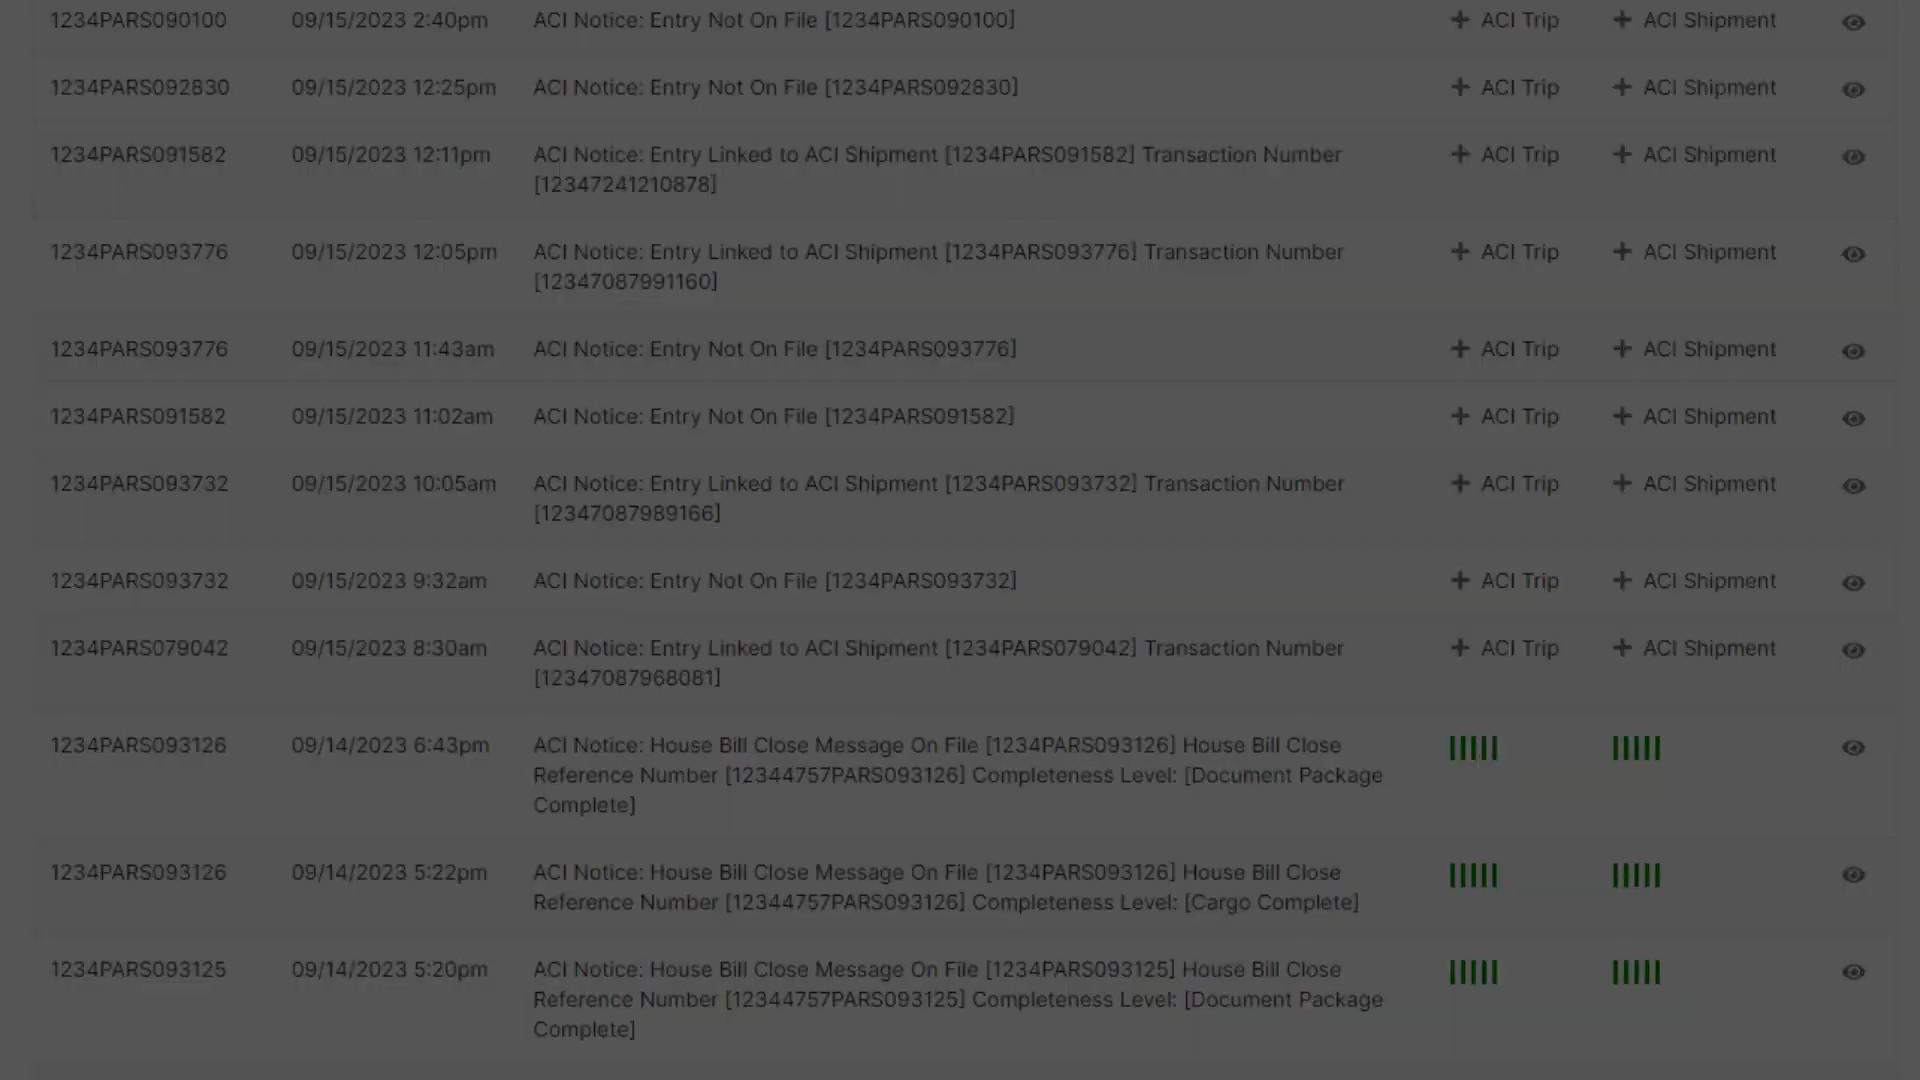 1234PARS090100 09/15/2023 2:40pm ACI Notice: Entry Not On File [1234PARS090100] + ACI Trip + ACI Shipment
1234PARS092830 09/15/2023 12:25pm ACI Notice: Entry Not On File [1234PARS092830] + ACI Trip + ACI Shipment
1234PARS091582 09/15/2023 12:11pm ACI Notice: Entry Linked to ACI Shipment [1234PARS091582] Transaction Number + ACI Trip + ACI Shipment
[12347241210878]
1234PARS093776 09/15/2023 12:05pm ACI Notice: Entry Linked to ACI Shipment [1234PARS093776] Transaction Number + ACI Trip + ACI Shipment
[12347087991160]
1234PARS093776 09/15/2023 11:43am ACI Notice: Entry Not On File [1234PARS093776] + ACI Trip + ACI Shipment
1234PARS091582 09/15/2023 11:02am ACI Notice: Entry Not On File [1234PARS091582] + ACI Trip + ACI Shipment
1234PARS093732 09/15/2023 10:05am ACI Notice: Entry Linked to ACI Shipment [1234PARS093732] Transaction Number + ACI Trip + ACI Shipment
[12347087989166]
1234PARS093732 09/15/2023 9:32am ACI Notice: Entry Not On File [1234PARS093732] + ACI Trip + ACI Shipment
1234PARS079042 09/15/2023 8:30am ACI Notice: Entry Linked to ACI Shipment [1234PARS079042] Transaction Number + ACI Trip + ACI Shipment
[12347087968081]
1234PARS093126 09/14/2023 6:43pm ACI Notice: House Bill Close Message On File [1234PARS093126] House Bill Close
Reference Number [12344757PARS093126] Completeness Level: [Document Package
Complete]
1234PARS093126 09/14/2023 5:22pm ACI Notice: House Bill Close Message On File [1234PARS093126] House Bill Close
Reference Number [12344757PARS093126] Completeness Level: [Cargo Complete]
1234PARS093125 09/14/2023 5:20pm ACI Notice: House Bill Close Message On File [1234PARS093125] House Bill Close
Reference Number [12344757PARS093125] Completeness Level: [Document Package
Complete]